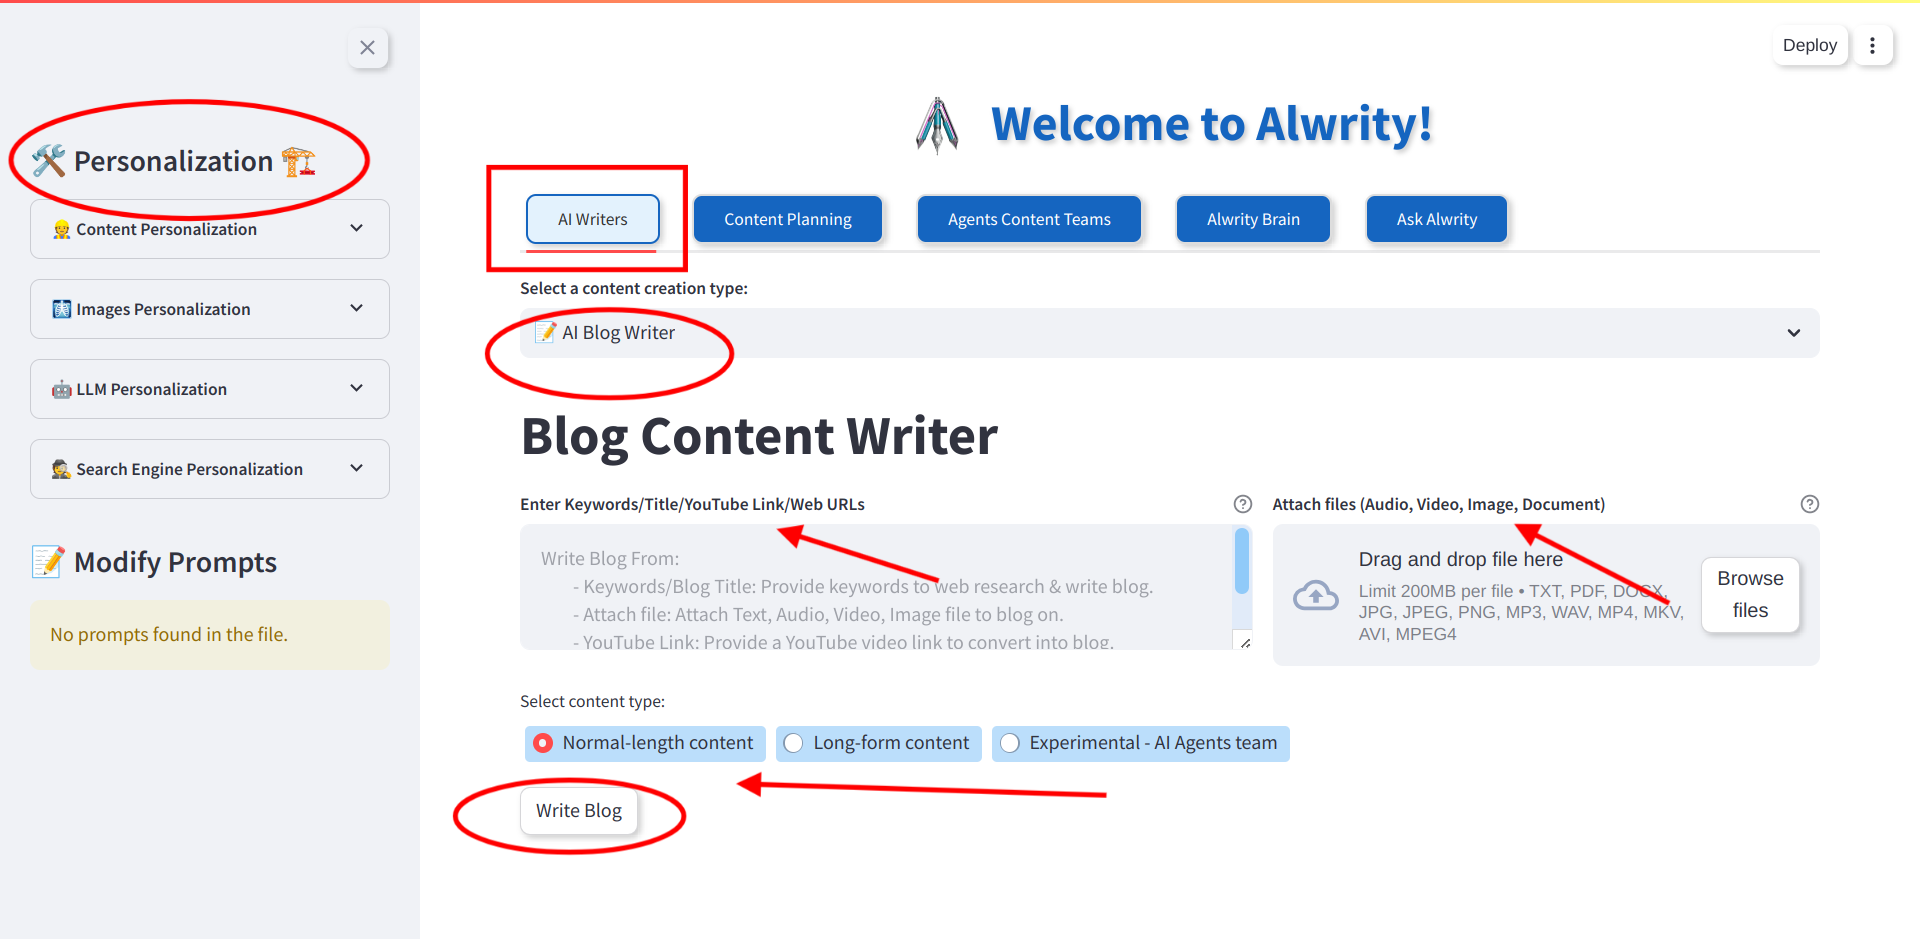 Deploy
🛠️ Personalization 🏗️
👷 Content Personalization
🩻 Images Personalization
🤖 LLM Personalization
🕵️ Search Engine Personalization
📝 Modify Prompts
No prompts found in the file.
Welcome to Alwrity!
AI Writers
Content Planning
Agents Content Teams
Alwrity Brain
Ask Alwrity
Select a content creation type:
📝 AI Blog Writer
Blog Content Writer
Enter Keywords/Title/YouTube Link/Web URLs
Write Blog From:
- Keywords/Blog Title: Provide keywords to web research & write blog.
- Attach file: Attach Text, Audio, Video, Image file to blog on.
- YouTube Link: Provide a YouTube video link to convert into blog.
Attach files (Audio, Video, Image, Document)
Drag and drop file here
Limit 200MB per file • TXT, PDF, DOCX,
JPG, JPEG, PNG, MP3, WAV, MP4, MKV,
AVI, MPEG4
Browse
files
Select content type:
Normal-length content
Long-form content
Experimental - AI Agents team
Write Blog